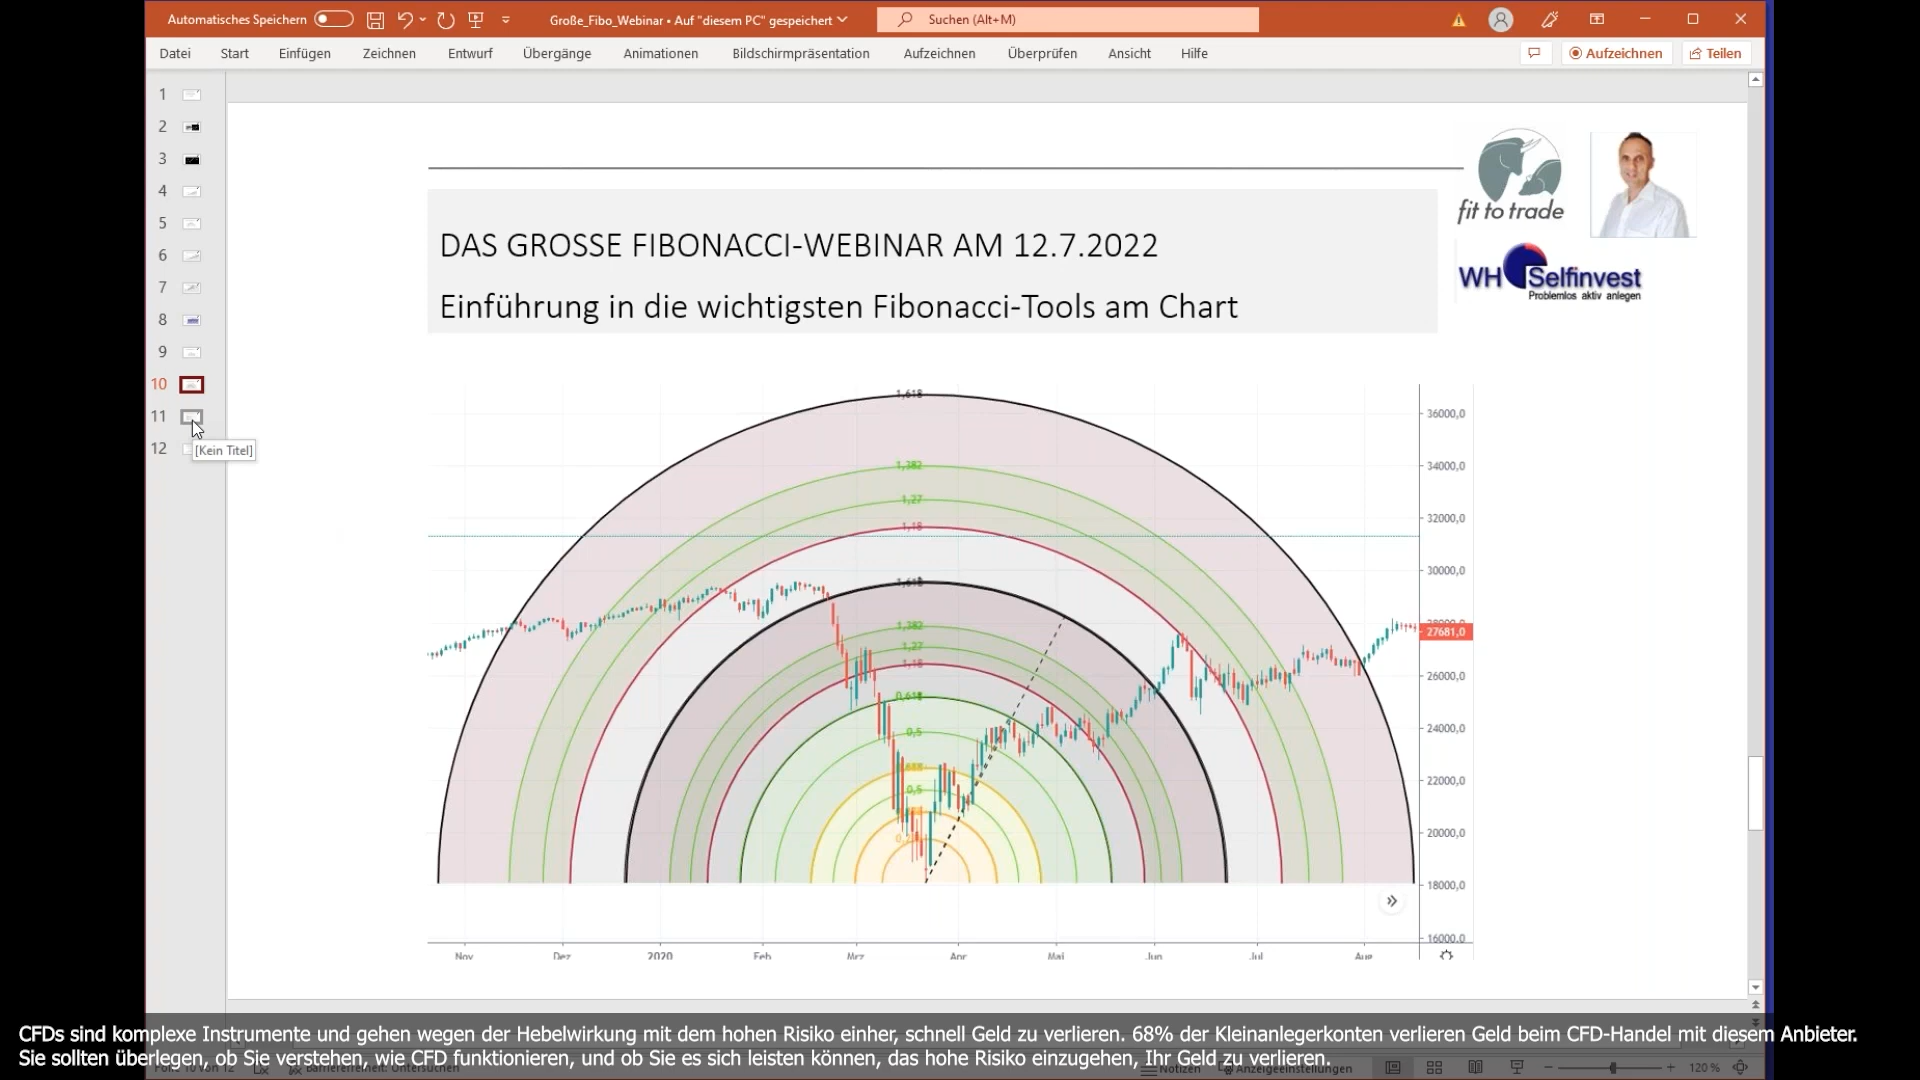 Automatisches Speichern
Große_Fibo_Webinar • Auf "diesem PC" gespeichert
Suchen (Alt+M)
Datei Start Einfügen Zeichnen Entwurf Übergänge Animationen Bildschirmpräsentation Aufzeichnen Überprüfen Ansicht Hilfe
Aufzeichnen
Teilen
1
2
3
4
5
6
7
8
9
10
11
12
[Kein Titel]
fit to trade
WH Selfinvest
Problemlos aktiv anlegen
DAS GROSSE FIBONACCI-WEBINAR AM 12.7.2022
Einführung in die wichtigsten Fibonacci-Tools am Chart
1,618
1,382
1,27
1,18
1,618
1,382
1,27
1,18
0,618
0,5
0,5
36000,0
34000,0
32000,0
30000,0
28000,0
27681,0
26000,0
24000,0
22000,0
20000,0
18000,0
16000,0
Nov Dez 2020 Feb Mrz Apr Mai Jun Jul Aug
CFDs sind komplexe Instrumente und gehen wegen der Hebelwirkung mit dem hohen Risiko einher, schnell Geld zu verlieren. 68% der Kleinanlegerkonten verlieren Geld beim CFD-Handel mit diesem Anbieter.
Sie sollten überlegen, ob Sie verstehen, wie CFD funktionieren, und ob Sie es sich leisten können, das hohe Risiko einzugehen, Ihr Geld zu verlieren.
Notizen Anzeigeeinstellungen
120 %